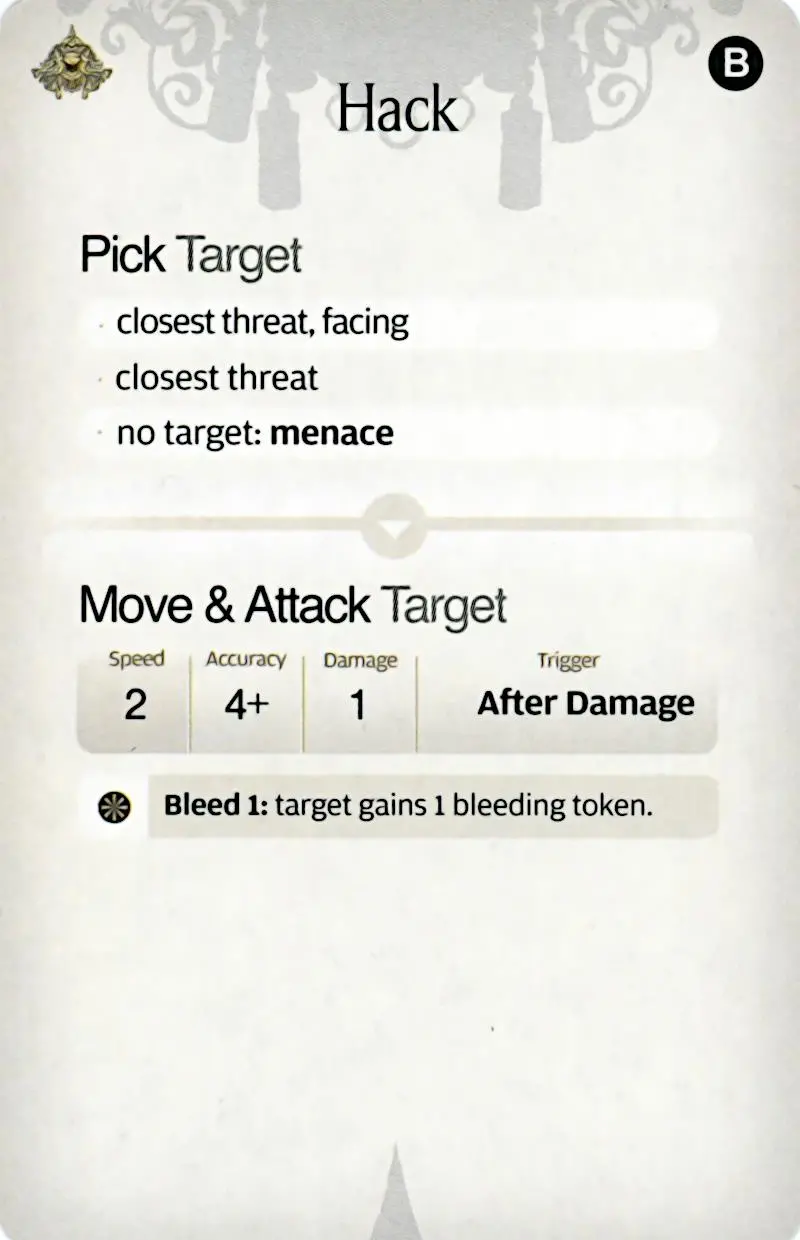 B
Hack
Pick Target
· closest threat, facing
· closest threat
· no target: menace
Move & Attack Target
Speed Accuracy Damage Trigger
2 4+ 1 After Damage
Bleed 1: target gains 1 bleeding token.